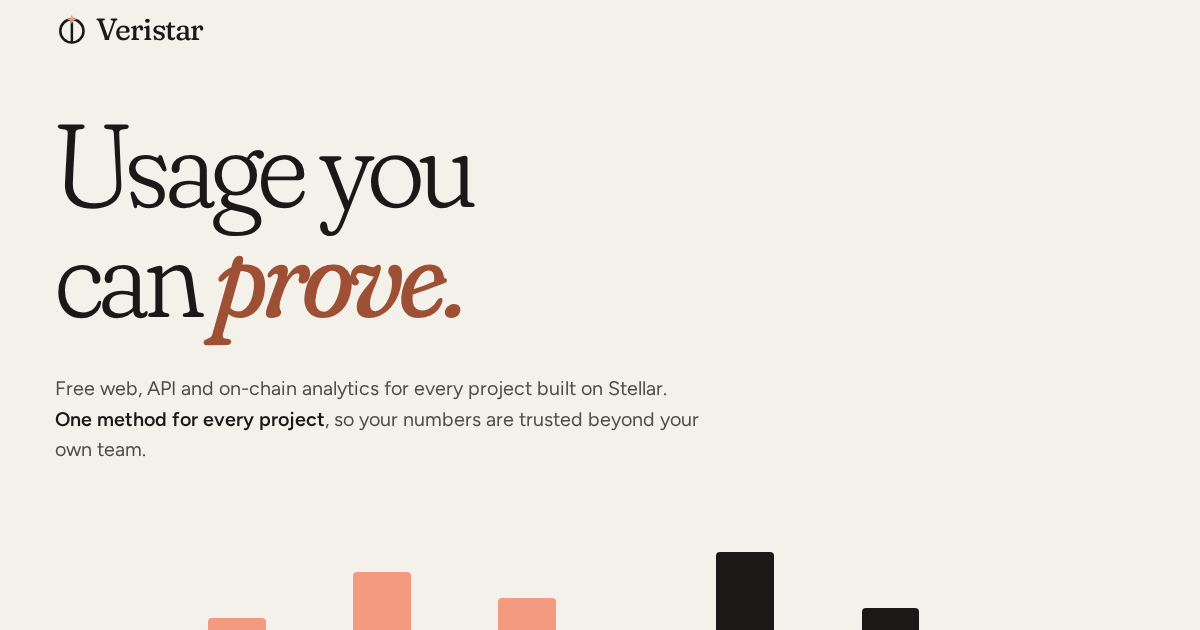 Veristar
Usage you
can prove.
Free web, API and on-chain analytics for every project built on Stellar.
One method for every project, so your numbers are trusted beyond your
own team.